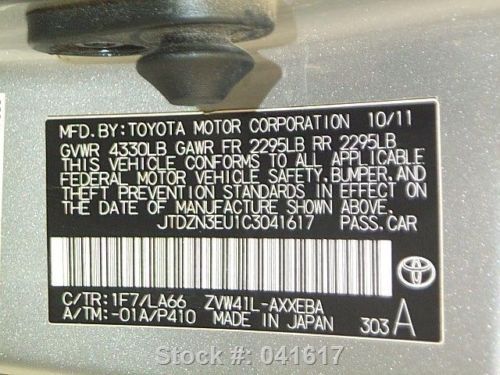 MFD.BY:TOYOTA MOTOR CORPORATION 10/11
GVWR 4330LB GAWR FR 2295LB RR 2295LB
THIS VEHICLE CONFORMS TO ALL APPLICABLE
FEDERAL MOTOR VEHICLE SAFETY,BUMPER,AND
THEFT PREVENTION STANDARDS IN EFFECT ON
THE DATE OF MANUFACTURE SHOWN ABOVE.
JTDZN3EU1C3041617 PASS.CAR
C/TR:1F7/LA66 ZVW41L-AXXEBA
A/TM:-01A/P410 MADE IN JAPAN 303 A
Stock #: 041617